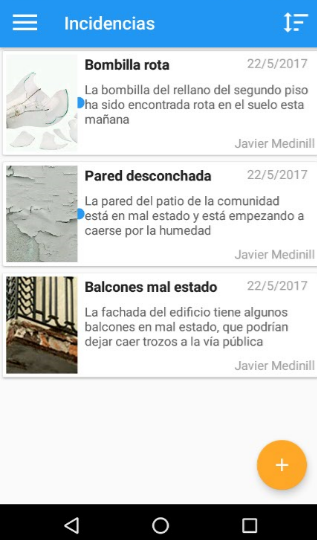 Incidencias
Bombilla rota
22/5/2017
La bombilla del rellano del segundo piso
ha sido encontrada rota en el suelo esta
mañana
Javier Medinill
Pared desconchada
22/5/2017
La pared del patio de la comunidad
está en mal estado y está empezando a
caerse por la humedad
Javier Medinill
Balcones mal estado
22/5/2017
La fachada del edificio tiene algunos
balcones en mal estado, que podrían
dejar caer trozos a la vía pública
Javier Medinill
+